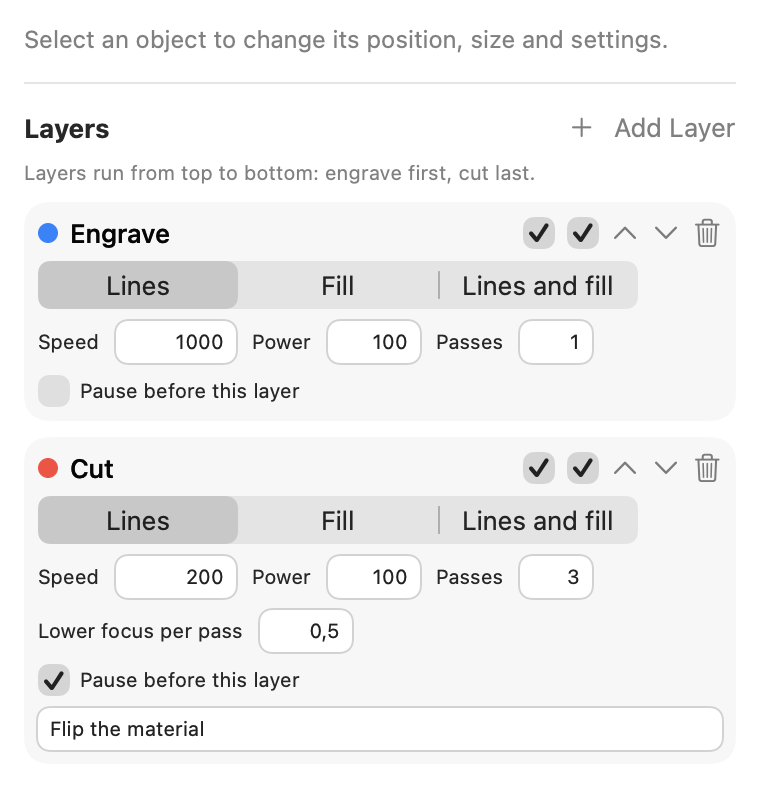 Select an object to change its position, size and settings.
Layers
+ Add Layer
Layers run from top to bottom: engrave first, cut last.
Engrave
Lines Fill Lines and fill
Speed 1000 Power 100 Passes 1
Pause before this layer
Cut
Lines Fill Lines and fill
Speed 200 Power 100 Passes 3
Lower focus per pass 0,5
Pause before this layer
Flip the material